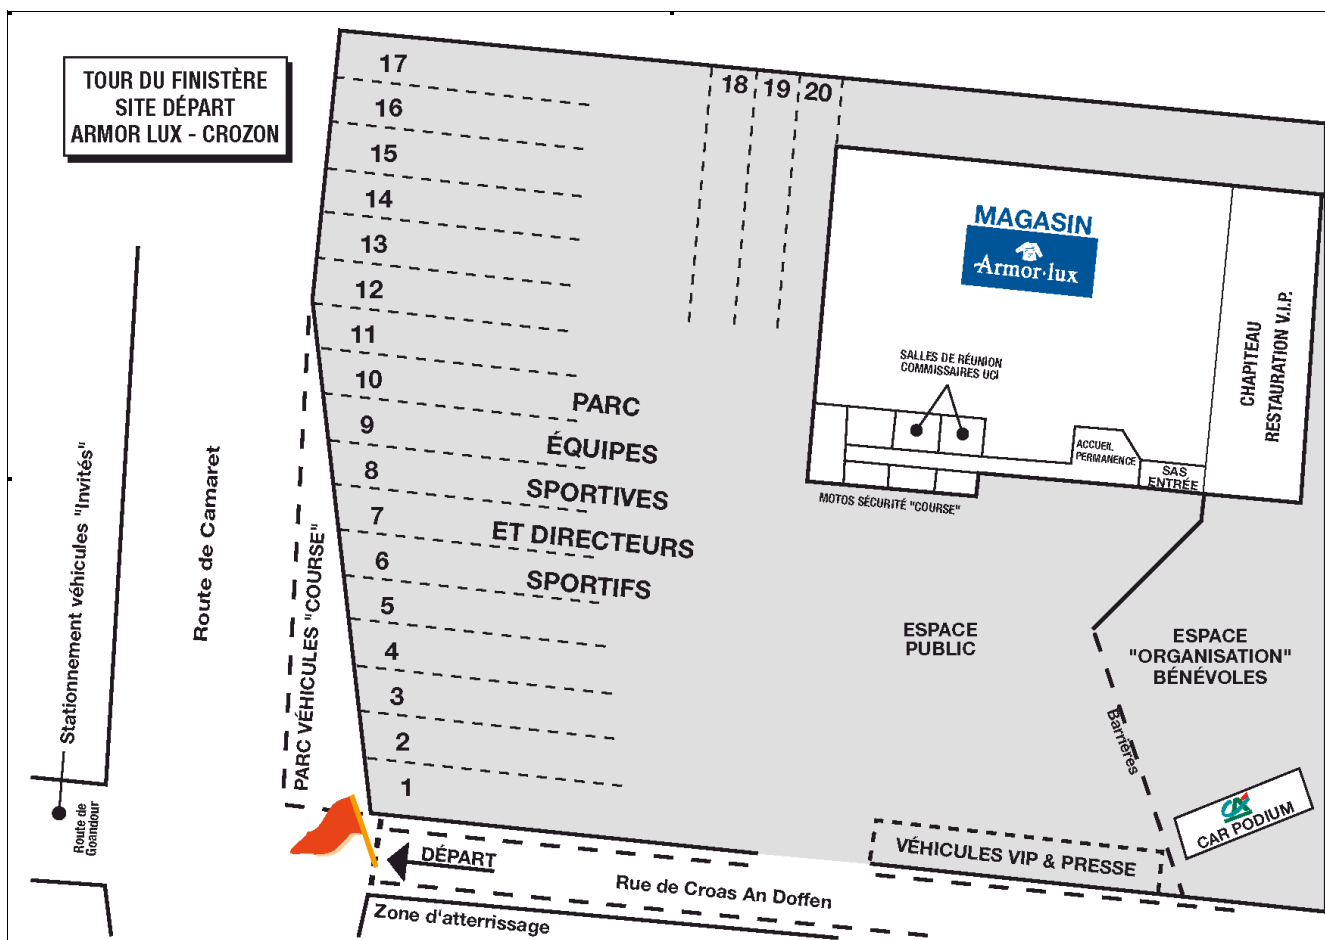 TOUR DU FINISTÈRE
SITE DÉPART
ARMOR LUX - CROZON
17
16
15
14
13
12
11
10
9
8
7
6
5
4
3
2
1
18 19 20
MAGASIN
Armor·lux
SALLES DE RÉUNION
COMMISSAIRES UCI
CHAPITEAU
RESTAURATION V.I.P.
ACCUEIL
PERMANENCE
SAS
ENTRÉE
MOTOS SÉCURITÉ "COURSE"
PARC
ÉQUIPES
SPORTIVES
ET DIRECTEURS
SPORTIFS
Stationnement véhicules "Invités"
Route de Camaret
PARC VÉHICULES "COURSE"
ESPACE
PUBLIC
ESPACE
"ORGANISATION"
BÉNÉVOLES
Barrières
Route de
Goandour
CA
CAR PODIUM
VÉHICULES VIP & PRESSE
DÉPART
Rue de Croas An Doffen
Zone d'atterrissage